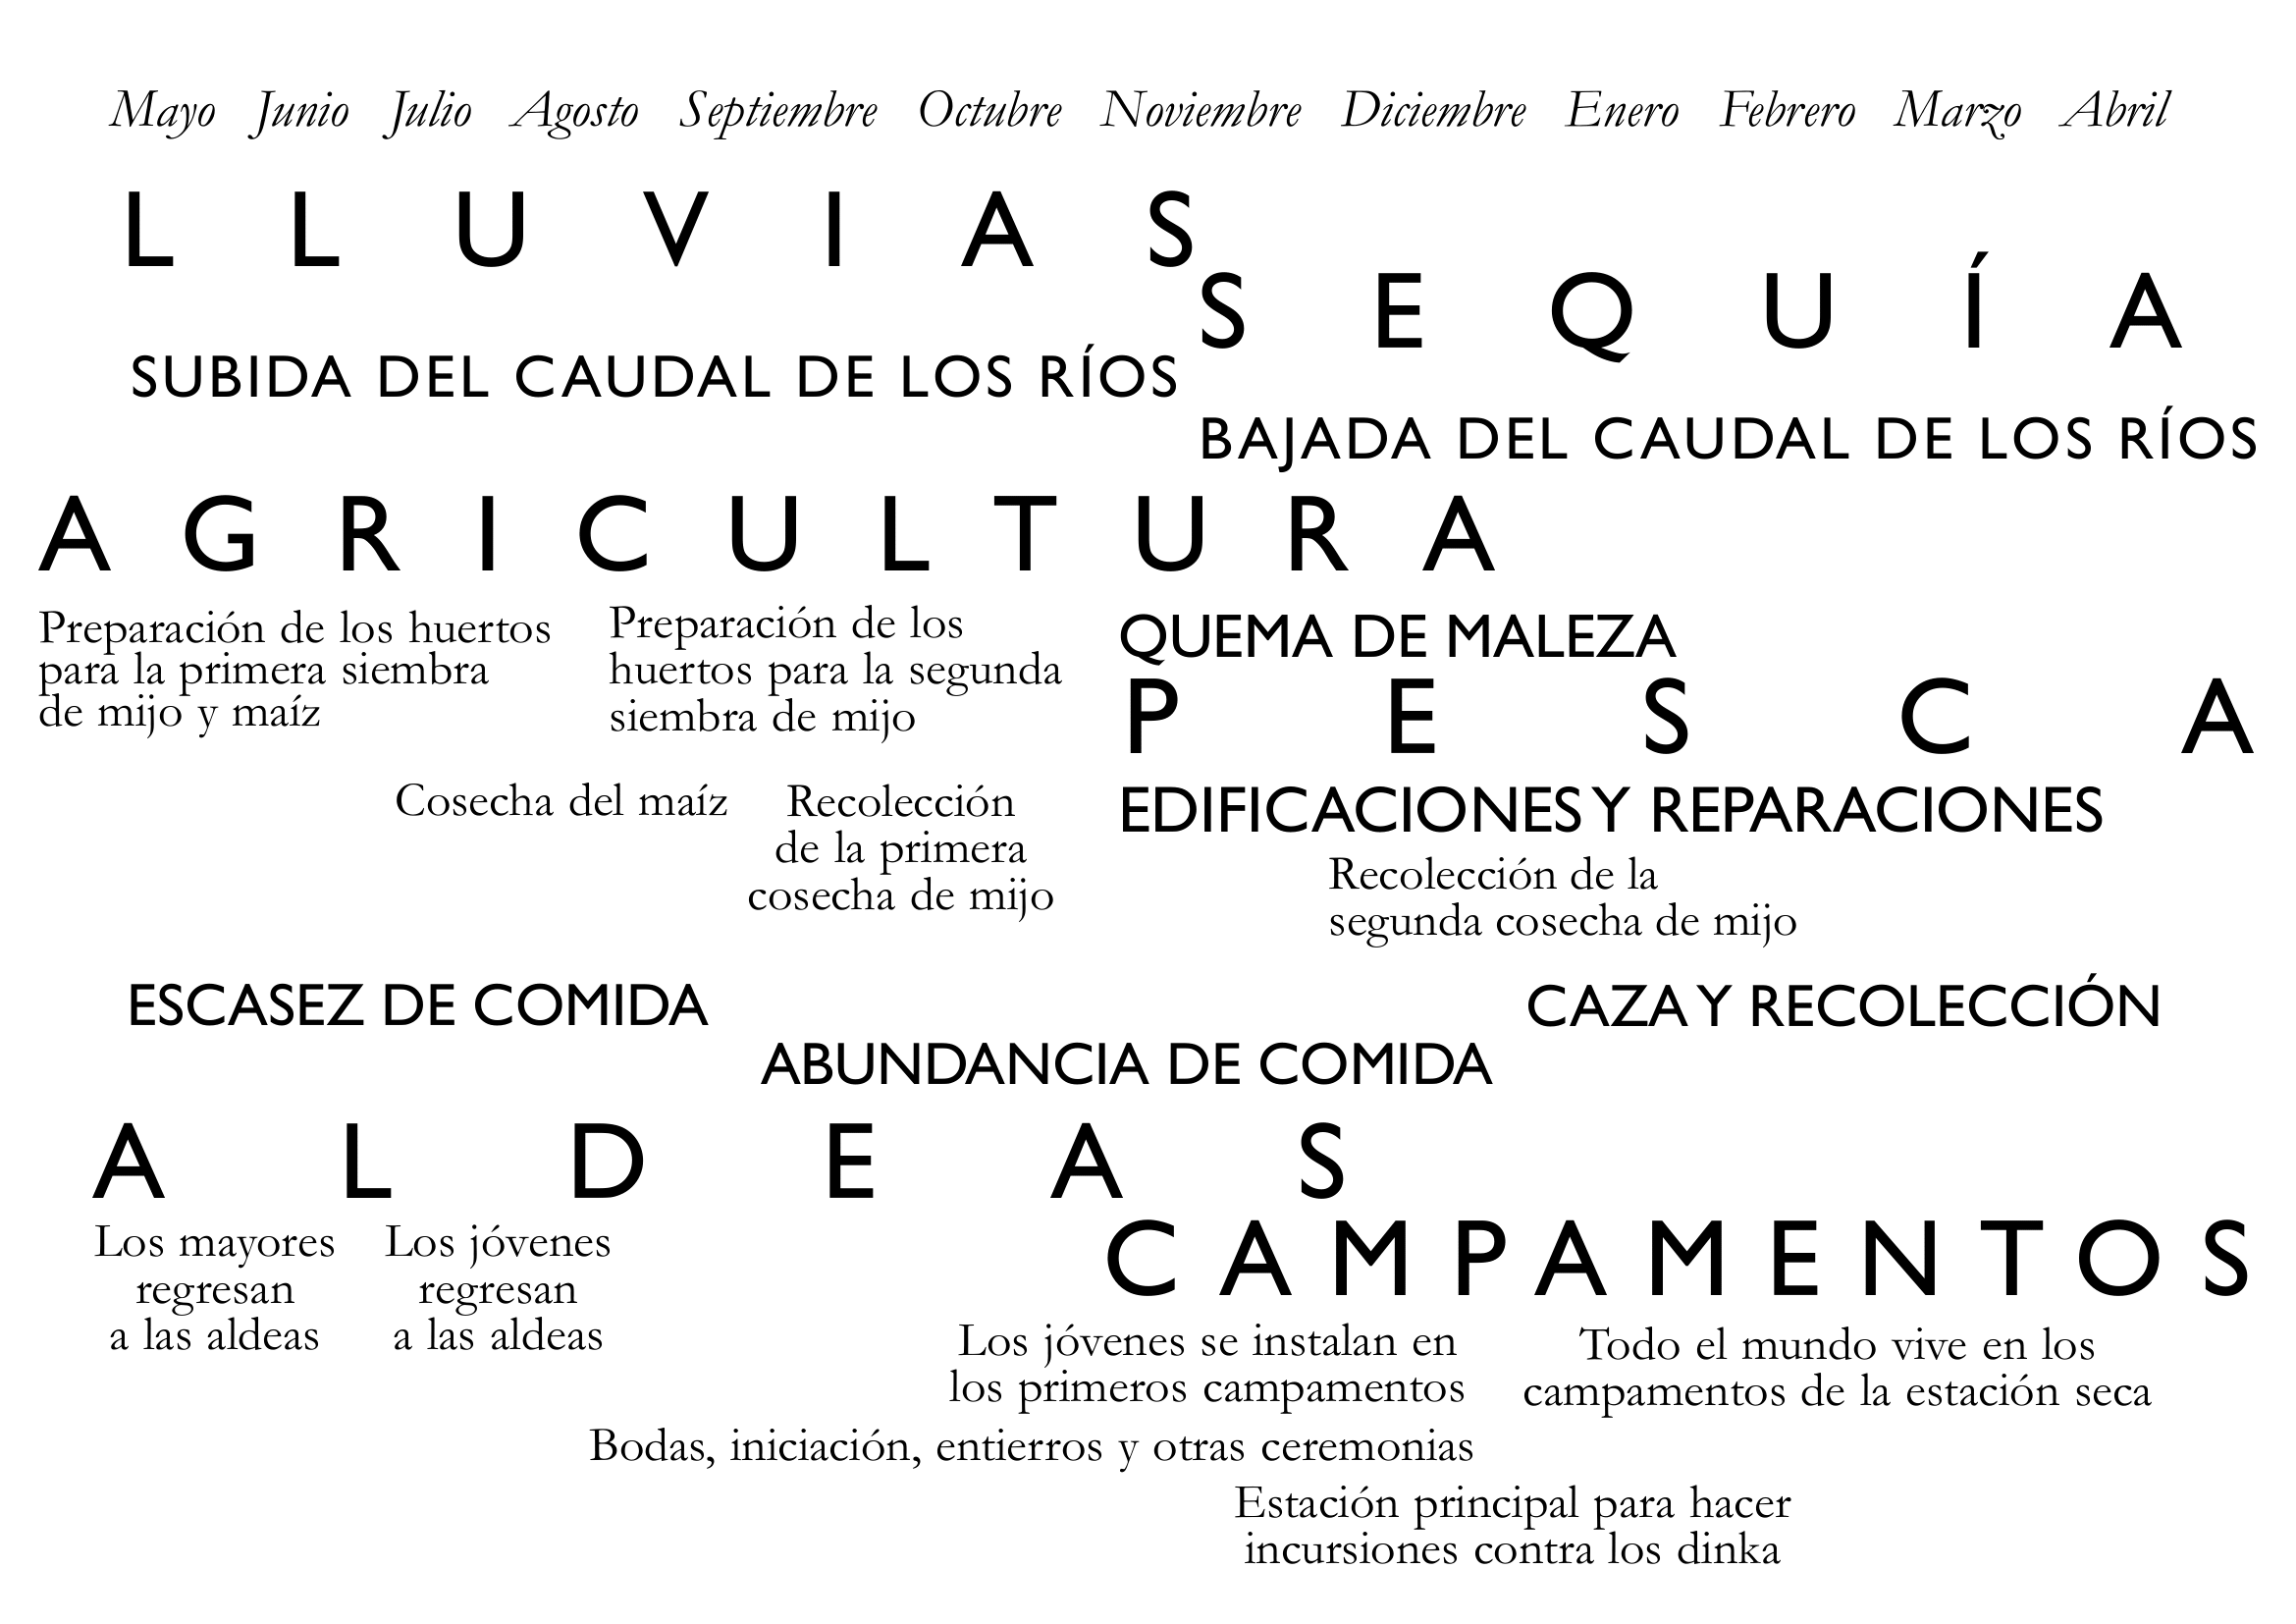 Mayo Junio Julio Agosto Septiembre Octubre Noviembre Diciembre Enero Febrero Marzo Abril
LLUVIAS
SEQUÍA
SUBIDA DEL CAUDAL DE LOS RÍOS
BAJADA DEL CAUDAL DE LOS RÍOS
AGRICULTURA
Preparación de los huertos
para la primera siembra
de mijo y maíz
Preparación de los
huertos para la segunda
siembra de mijo
QUEMA DE MALEZA
PESCA
Cosecha del maíz
Recolección
de la primera
cosecha de mijo
EDIFICACIONES Y REPARACIONES
Recolección de la
segunda cosecha de mijo
ESCASEZ DE COMIDA
CAZA Y RECOLECCIÓN
ABUNDANCIA DE COMIDA
ALDEAS
Los mayores
regresan
a las aldeas
Los jóvenes
regresan
a las aldeas
CAMPAMENTOS
Los jóvenes se instalan en
los primeros campamentos
Todo el mundo vive en los
campamentos de la estación seca
Bodas, iniciación, entierros y otras ceremonias
Estación principal para hacer
incursiones contra los dinka